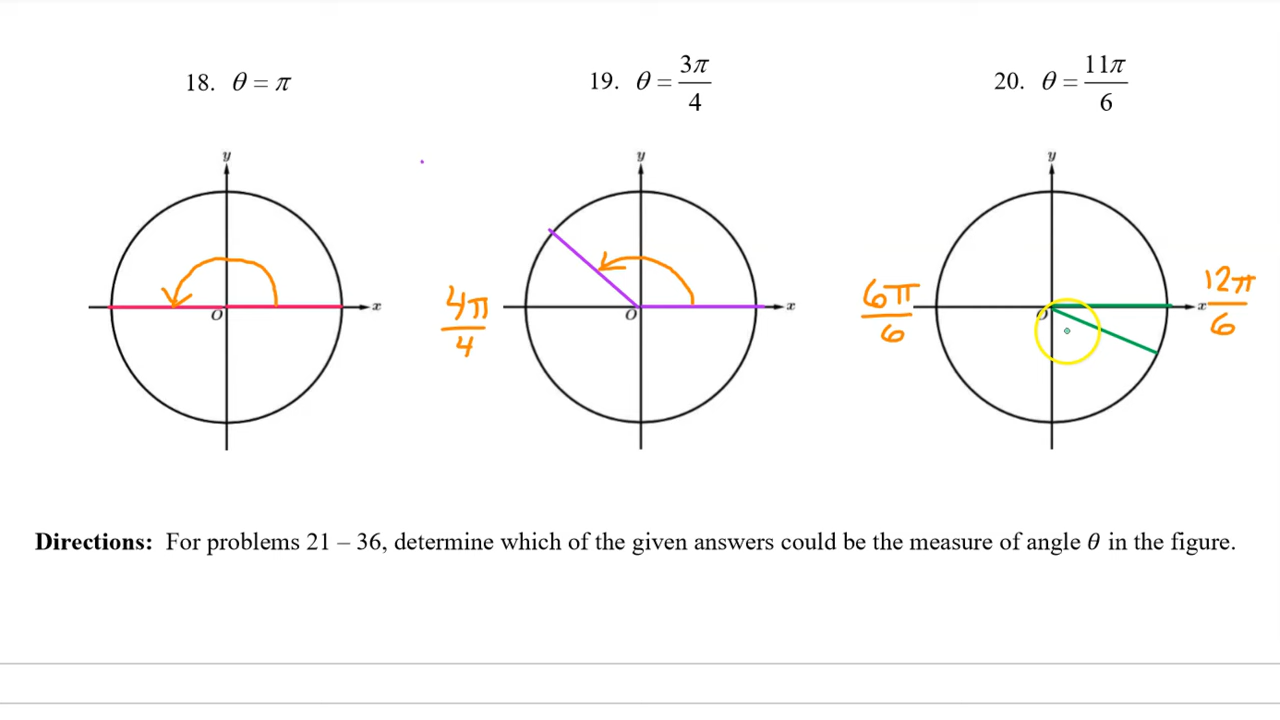 18. θ = π
19. θ = 3π/4
20. θ = 11π/6
y
y
y
x
O
4π/4
x
O
6π/6
x
O
12π/6
Directions: For problems 21 – 36, determine which of the given answers could be the measure of angle θ in the figure.